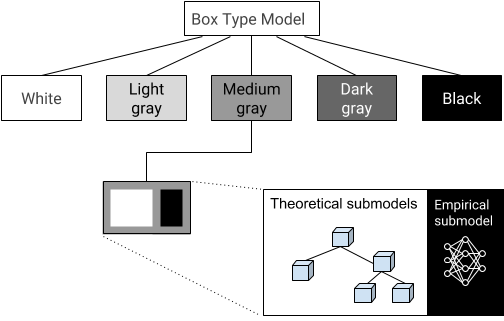 Box Type Model
White
Light
gray
Medium
gray
Dark
gray
Black
Theoretical submodels
Empirical
submodel